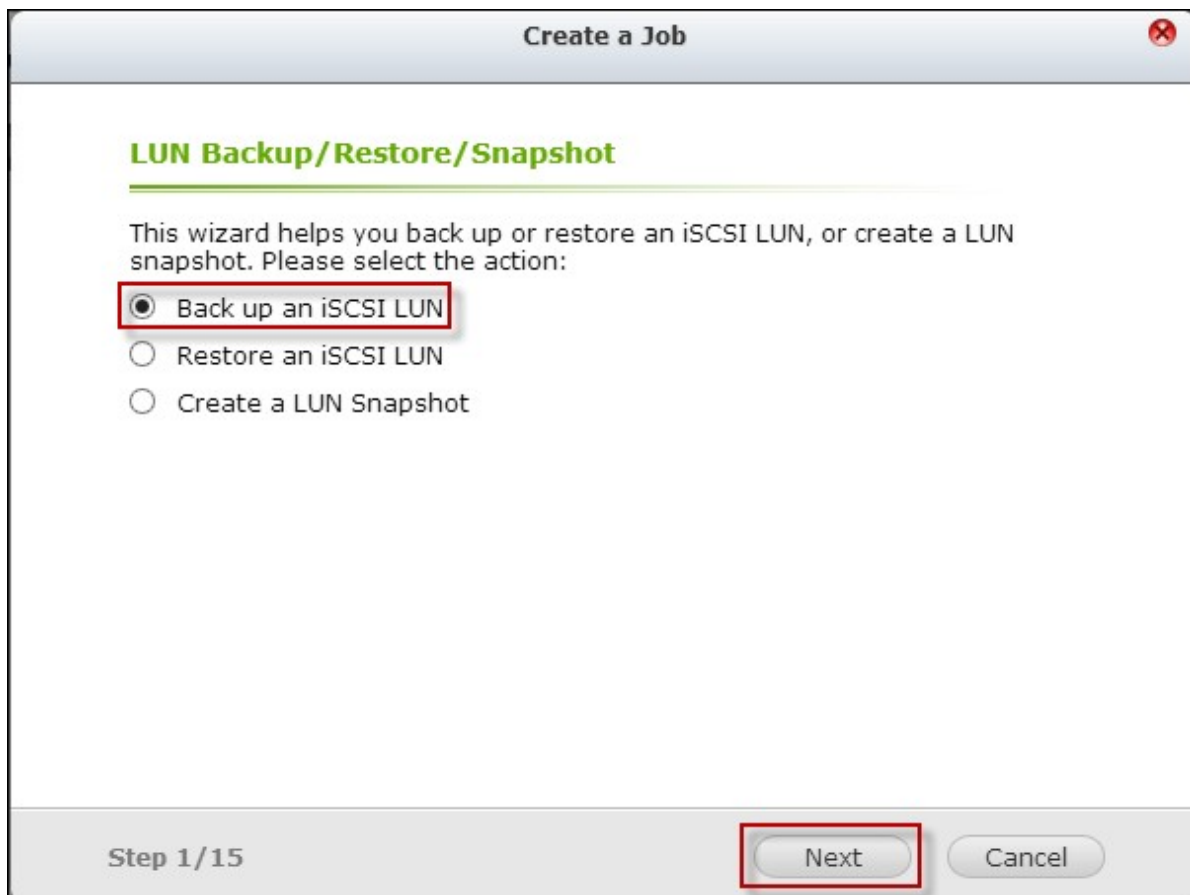 Create a Job
LUN Backup/Restore/Snapshot
This wizard helps you back up or restore an iSCSI LUN, or create a LUN
snapshot. Please select the action:
Back up an iSCSI LUN
Restore an iSCSI LUN
Create a LUN Snapshot
Step 1/15
Next
Cancel